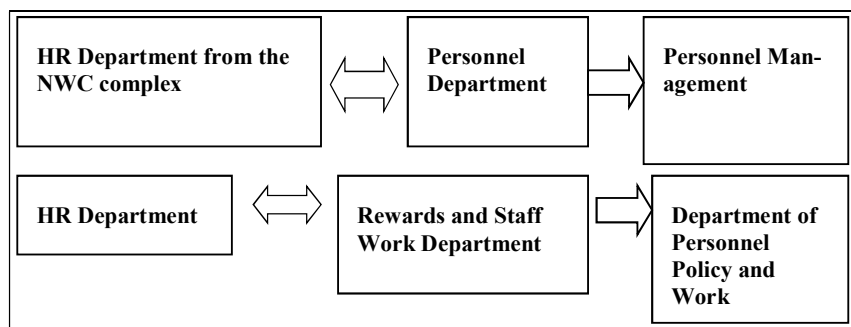 HR Department from the
NWC complex
Personnel
Department
Personnel Man-
agement
HR Department
Rewards and Staff
Work Department
Department of
Personnel
Policy and
Work